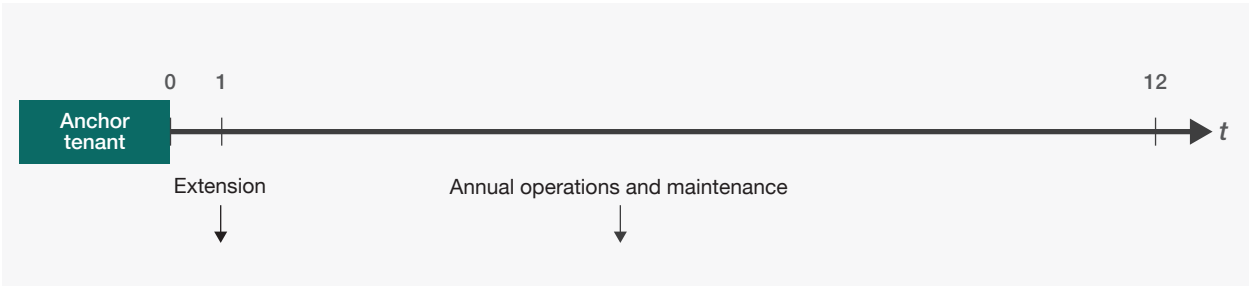 0 1 12
Anchor
tenant
t
Extension
Annual operations and maintenance